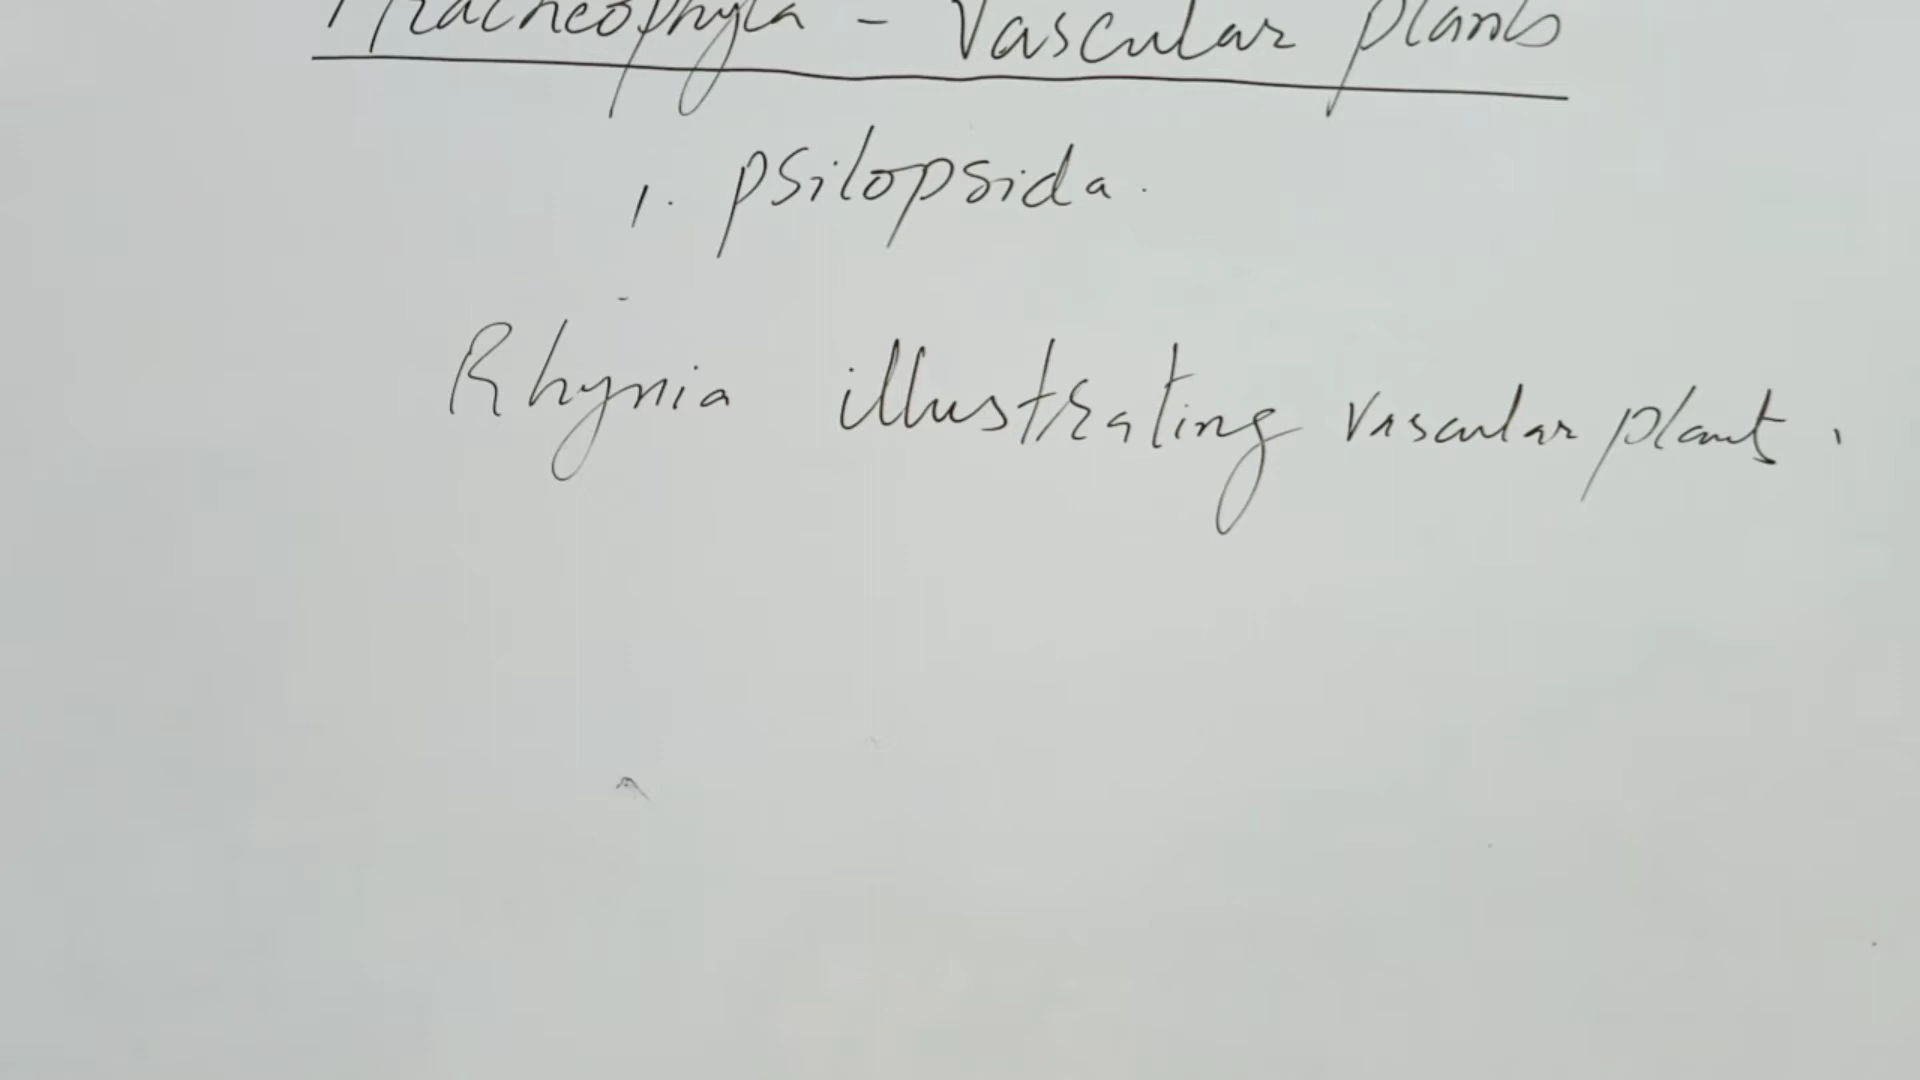 Tracheophyta - Vascular plants
1. psilopsida.
Rhynia illustrating vascular plant.